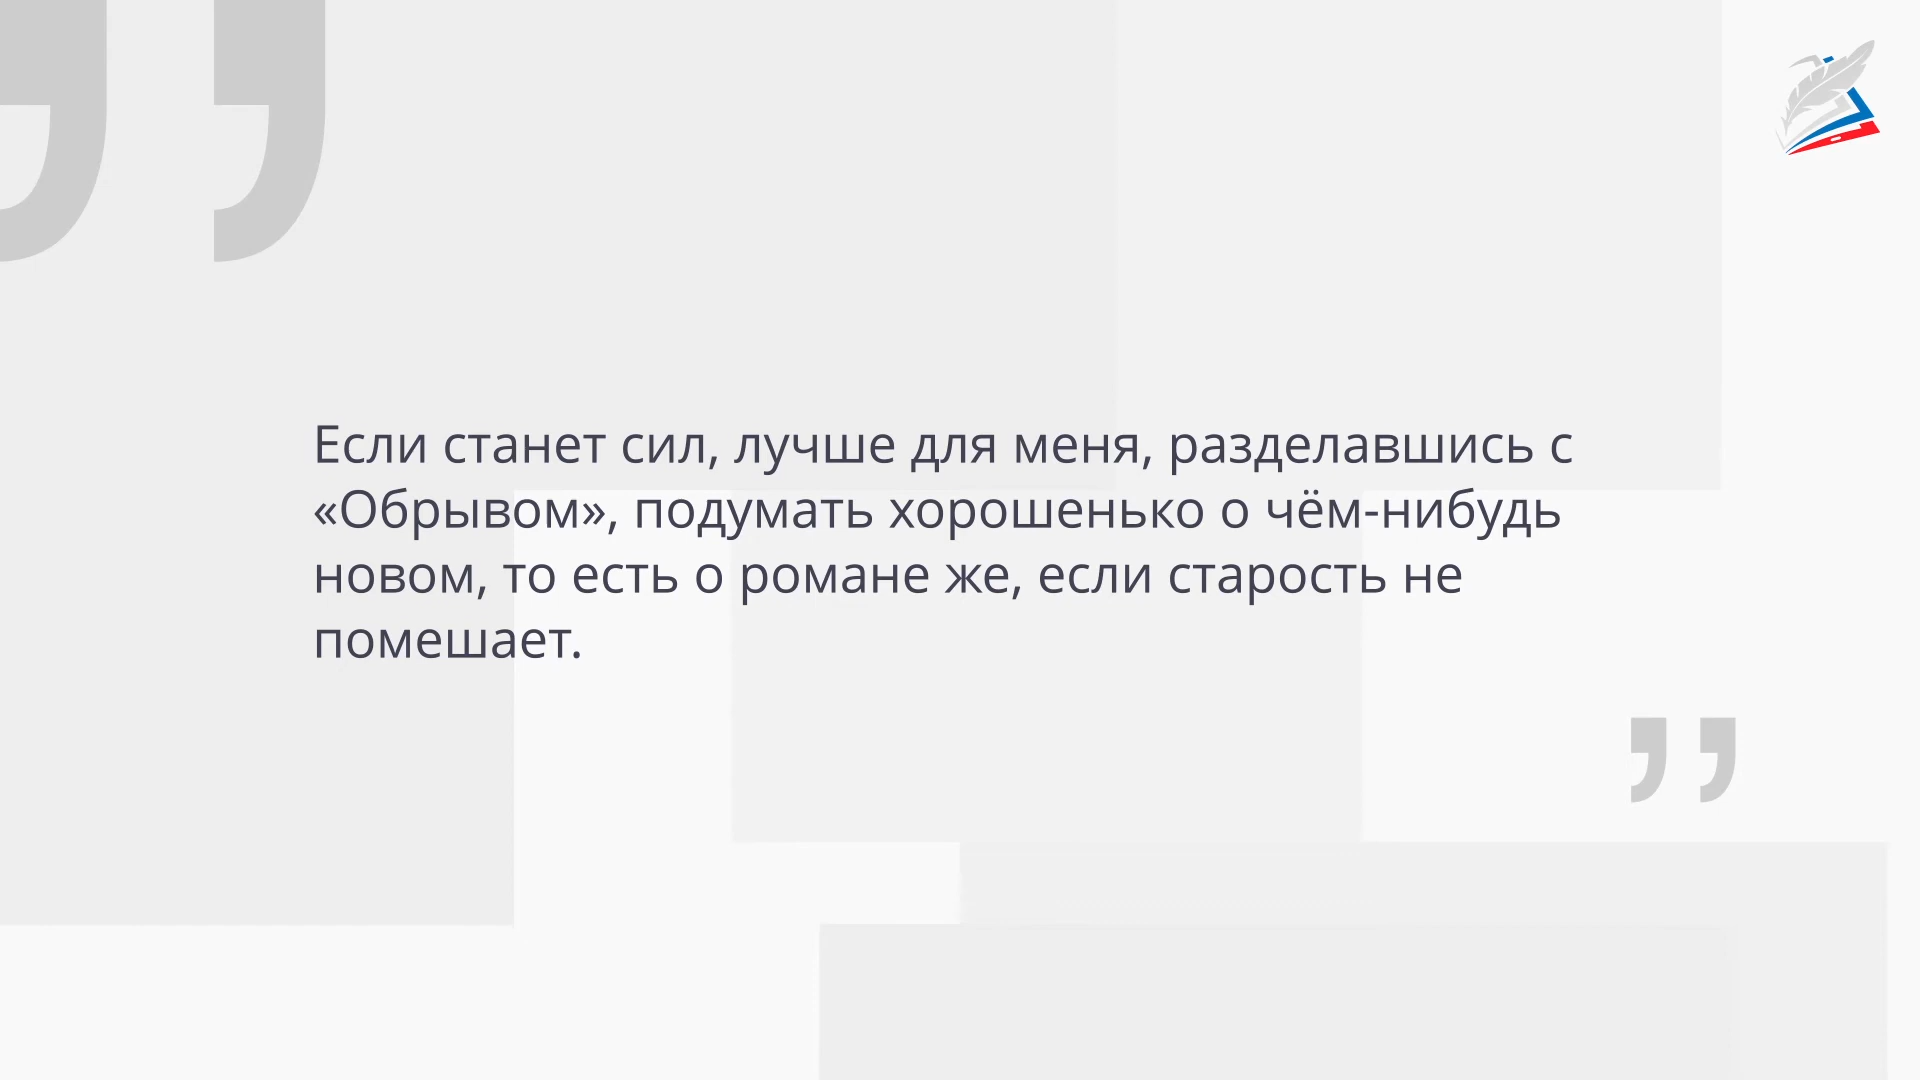 Если станет сил, лучше для меня, разделавшись с
«Обрывом», подумать хорошенько о чём-нибудь
новом, то есть о романе же, если старость не
помешает.